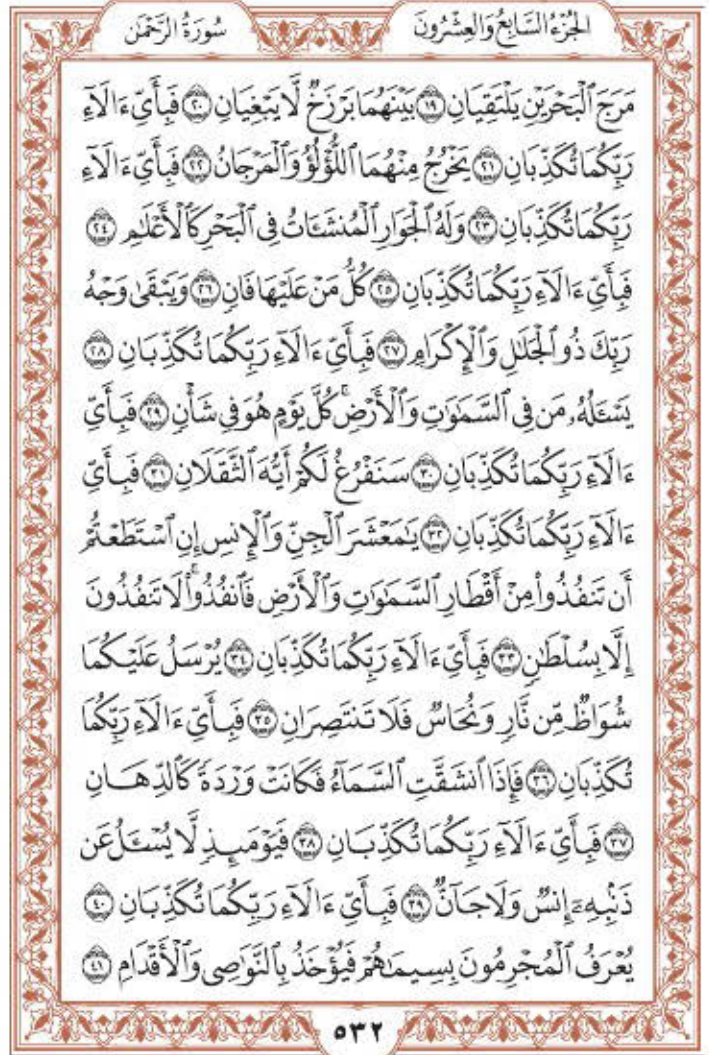 الجُزْءُ السَّابِعُ وَالعِشْرُونَ سُورَةُ الرَّحْمٰن
مَرَجَ ٱلْبَحْرَيْنِ يَلْتَقِيَانِ ١٩ بَيْنَهُمَا بَرْزَخٌ لَّا يَبْغِيَانِ ٢٠ فَبِأَيِّ ءَالَآءِ
رَبِّكُمَا تُكَذِّبَانِ ٢١ يَخْرُجُ مِنْهُمَا ٱللُّؤْلُؤُ وَٱلْمَرْجَانُ ٢٢ فَبِأَيِّ ءَالَآءِ
رَبِّكُمَا تُكَذِّبَانِ ٢٣ وَلَهُ ٱلْجَوَارِ ٱلْمُنشَـَٔاتُ فِي ٱلْبَحْرِ كَٱلْأَعْلَٰمِ ٢٤
فَبِأَيِّ ءَالَآءِ رَبِّكُمَا تُكَذِّبَانِ ٢٥ كُلُّ مَنْ عَلَيْهَا فَانٍ ٢٦ وَيَبْقَىٰ وَجْهُ
رَبِّكَ ذُو ٱلْجَلَٰلِ وَٱلْإِكْرَامِ ٢٧ فَبِأَيِّ ءَالَآءِ رَبِّكُمَا تُكَذِّبَانِ ٢٨
يَسْـَٔلُهُۥ مَن فِي ٱلسَّمَٰوَٰتِ وَٱلْأَرْضِۚ كُلَّ يَوْمٍ هُوَ فِي شَأْنٍ ٢٩ فَبِأَيِّ
ءَالَآءِ رَبِّكُمَا تُكَذِّبَانِ ٣٠ سَنَفْرُغُ لَكُمْ أَيُّهَ ٱلثَّقَلَانِ ٣١ فَبِأَيِّ
ءَالَآءِ رَبِّكُمَا تُكَذِّبَانِ ٣٢ يَٰمَعْشَرَ ٱلْجِنِّ وَٱلْإِنسِ إِنِ ٱسْتَطَعْتُمْ
أَن تَنفُذُوا۟ مِنْ أَقْطَارِ ٱلسَّمَٰوَٰتِ وَٱلْأَرْضِ فَٱنفُذُوا۟ۚ لَا تَنفُذُونَ
إِلَّا بِسُلْطَٰنٍ ٣٣ فَبِأَيِّ ءَالَآءِ رَبِّكُمَا تُكَذِّبَانِ ٣٤ يُرْسَلُ عَلَيْكُمَا
شُوَاظٌ مِّن نَّارٍ وَنُحَاسٌ فَلَا تَنتَصِرَانِ ٣٥ فَبِأَيِّ ءَالَآءِ رَبِّكُمَا
تُكَذِّبَانِ ٣٦ فَإِذَا ٱنشَقَّتِ ٱلسَّمَآءُ فَكَانَتْ وَرْدَةً كَٱلدِّهَانِ
٣٧ فَبِأَيِّ ءَالَآءِ رَبِّكُمَا تُكَذِّبَانِ ٣٨ فَيَوْمَئِذٍ لَّا يُسْـَٔلُ عَن
ذَنۢبِهِۦٓ إِنسٌ وَلَا جَآنٌّ ٣٩ فَبِأَيِّ ءَالَآءِ رَبِّكُمَا تُكَذِّبَانِ ٤٠
يُعْرَفُ ٱلْمُجْرِمُونَ بِسِيمَٰهُمْ فَيُؤْخَذُ بِٱلنَّوَٰصِي وَٱلْأَقْدَامِ ٤١
٥٣٢